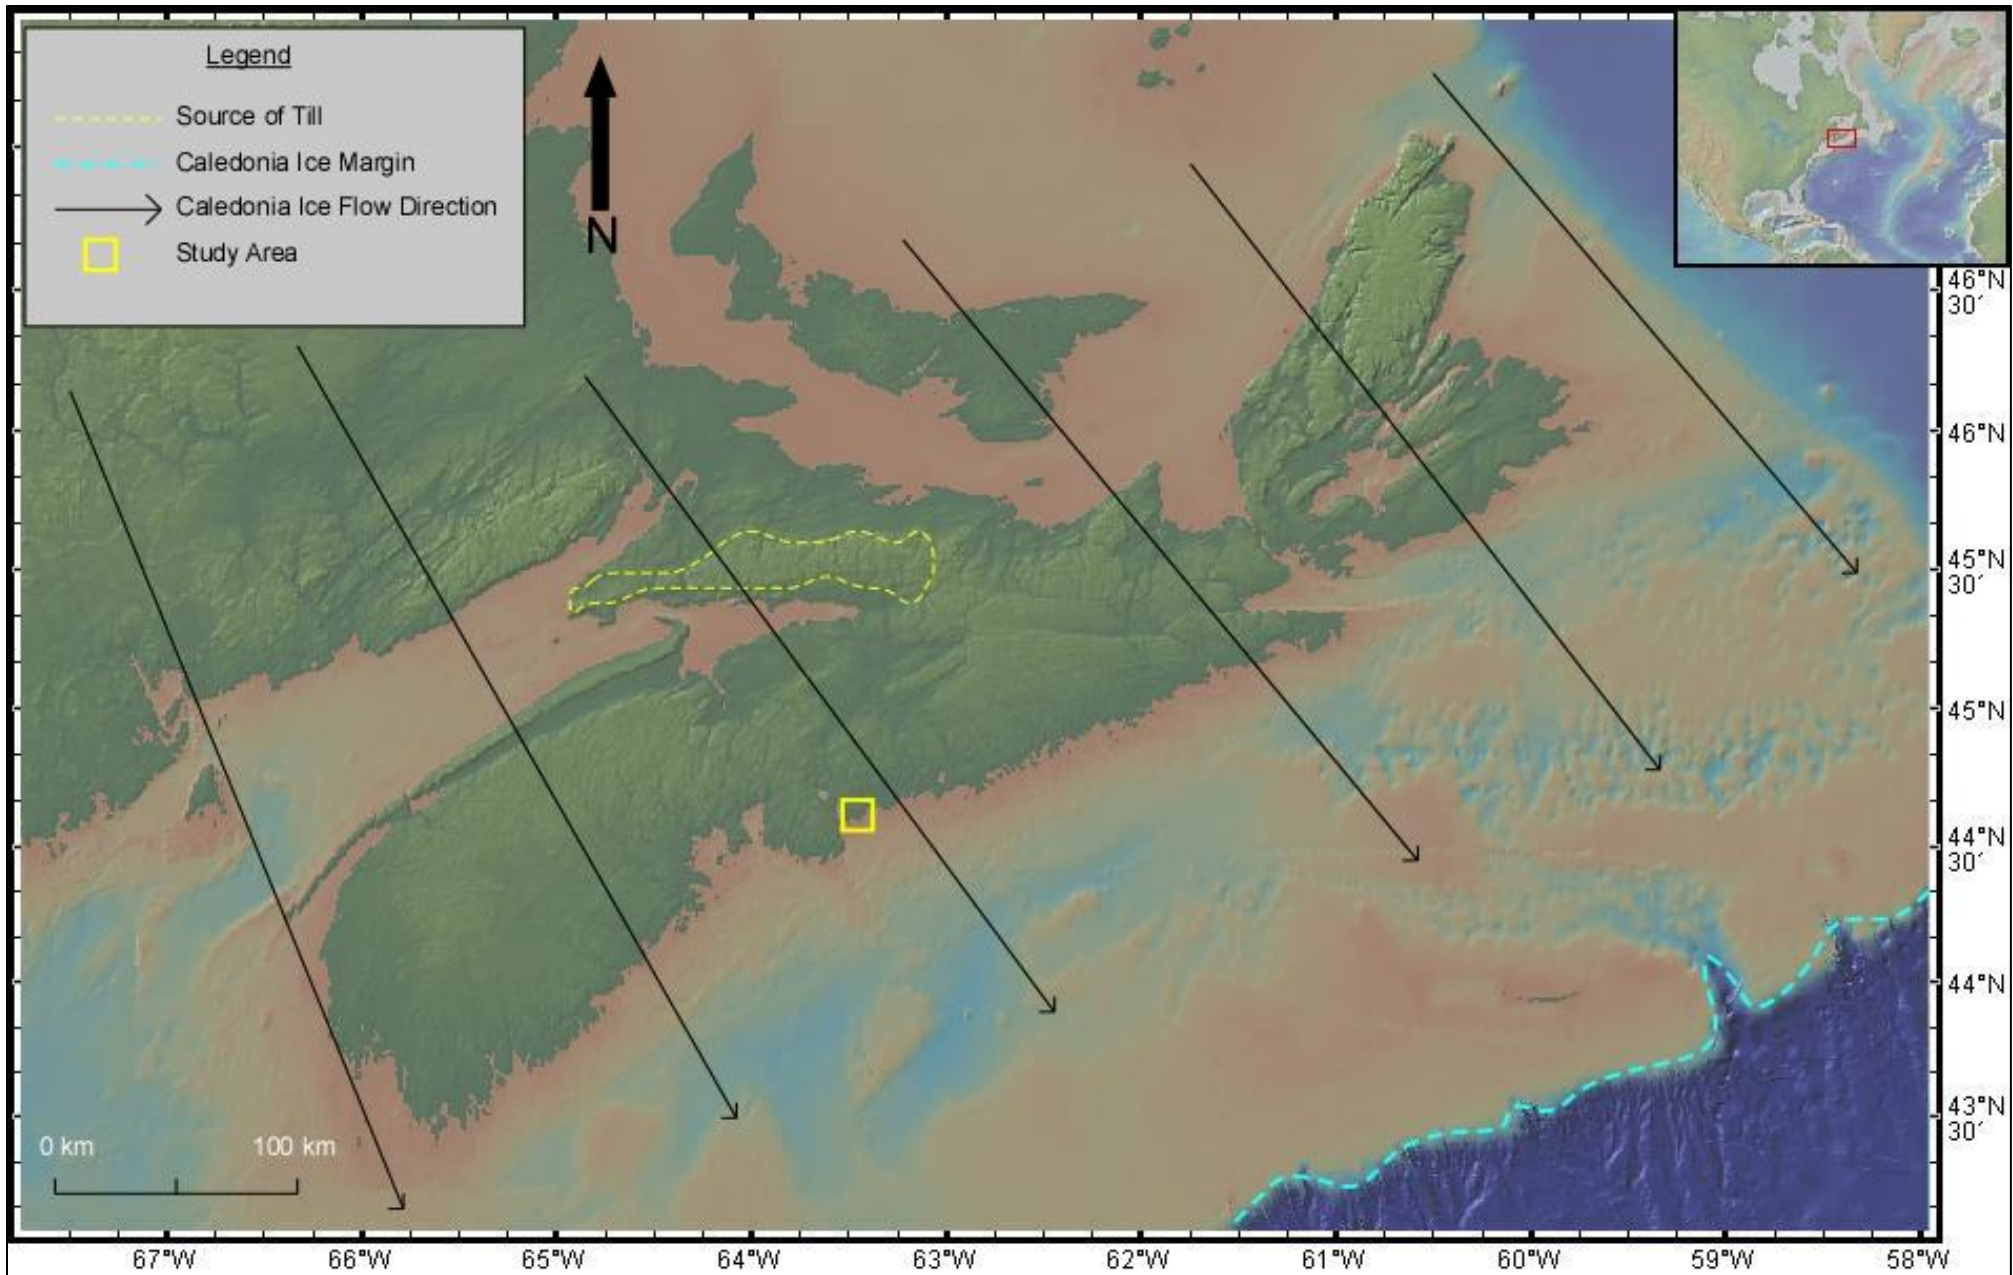 Legend
Source of Till
Caledonia Ice Margin
Caledonia Ice Flow Direction
Study Area
N
46°N
30´
46°N
45°N
30´
45°N
44°N
30´
44°N
43°N
30´
0 km 100 km
67°W 66°W 65°W 64°W 63°W 62°W 61°W 60°W 59°W 58°W